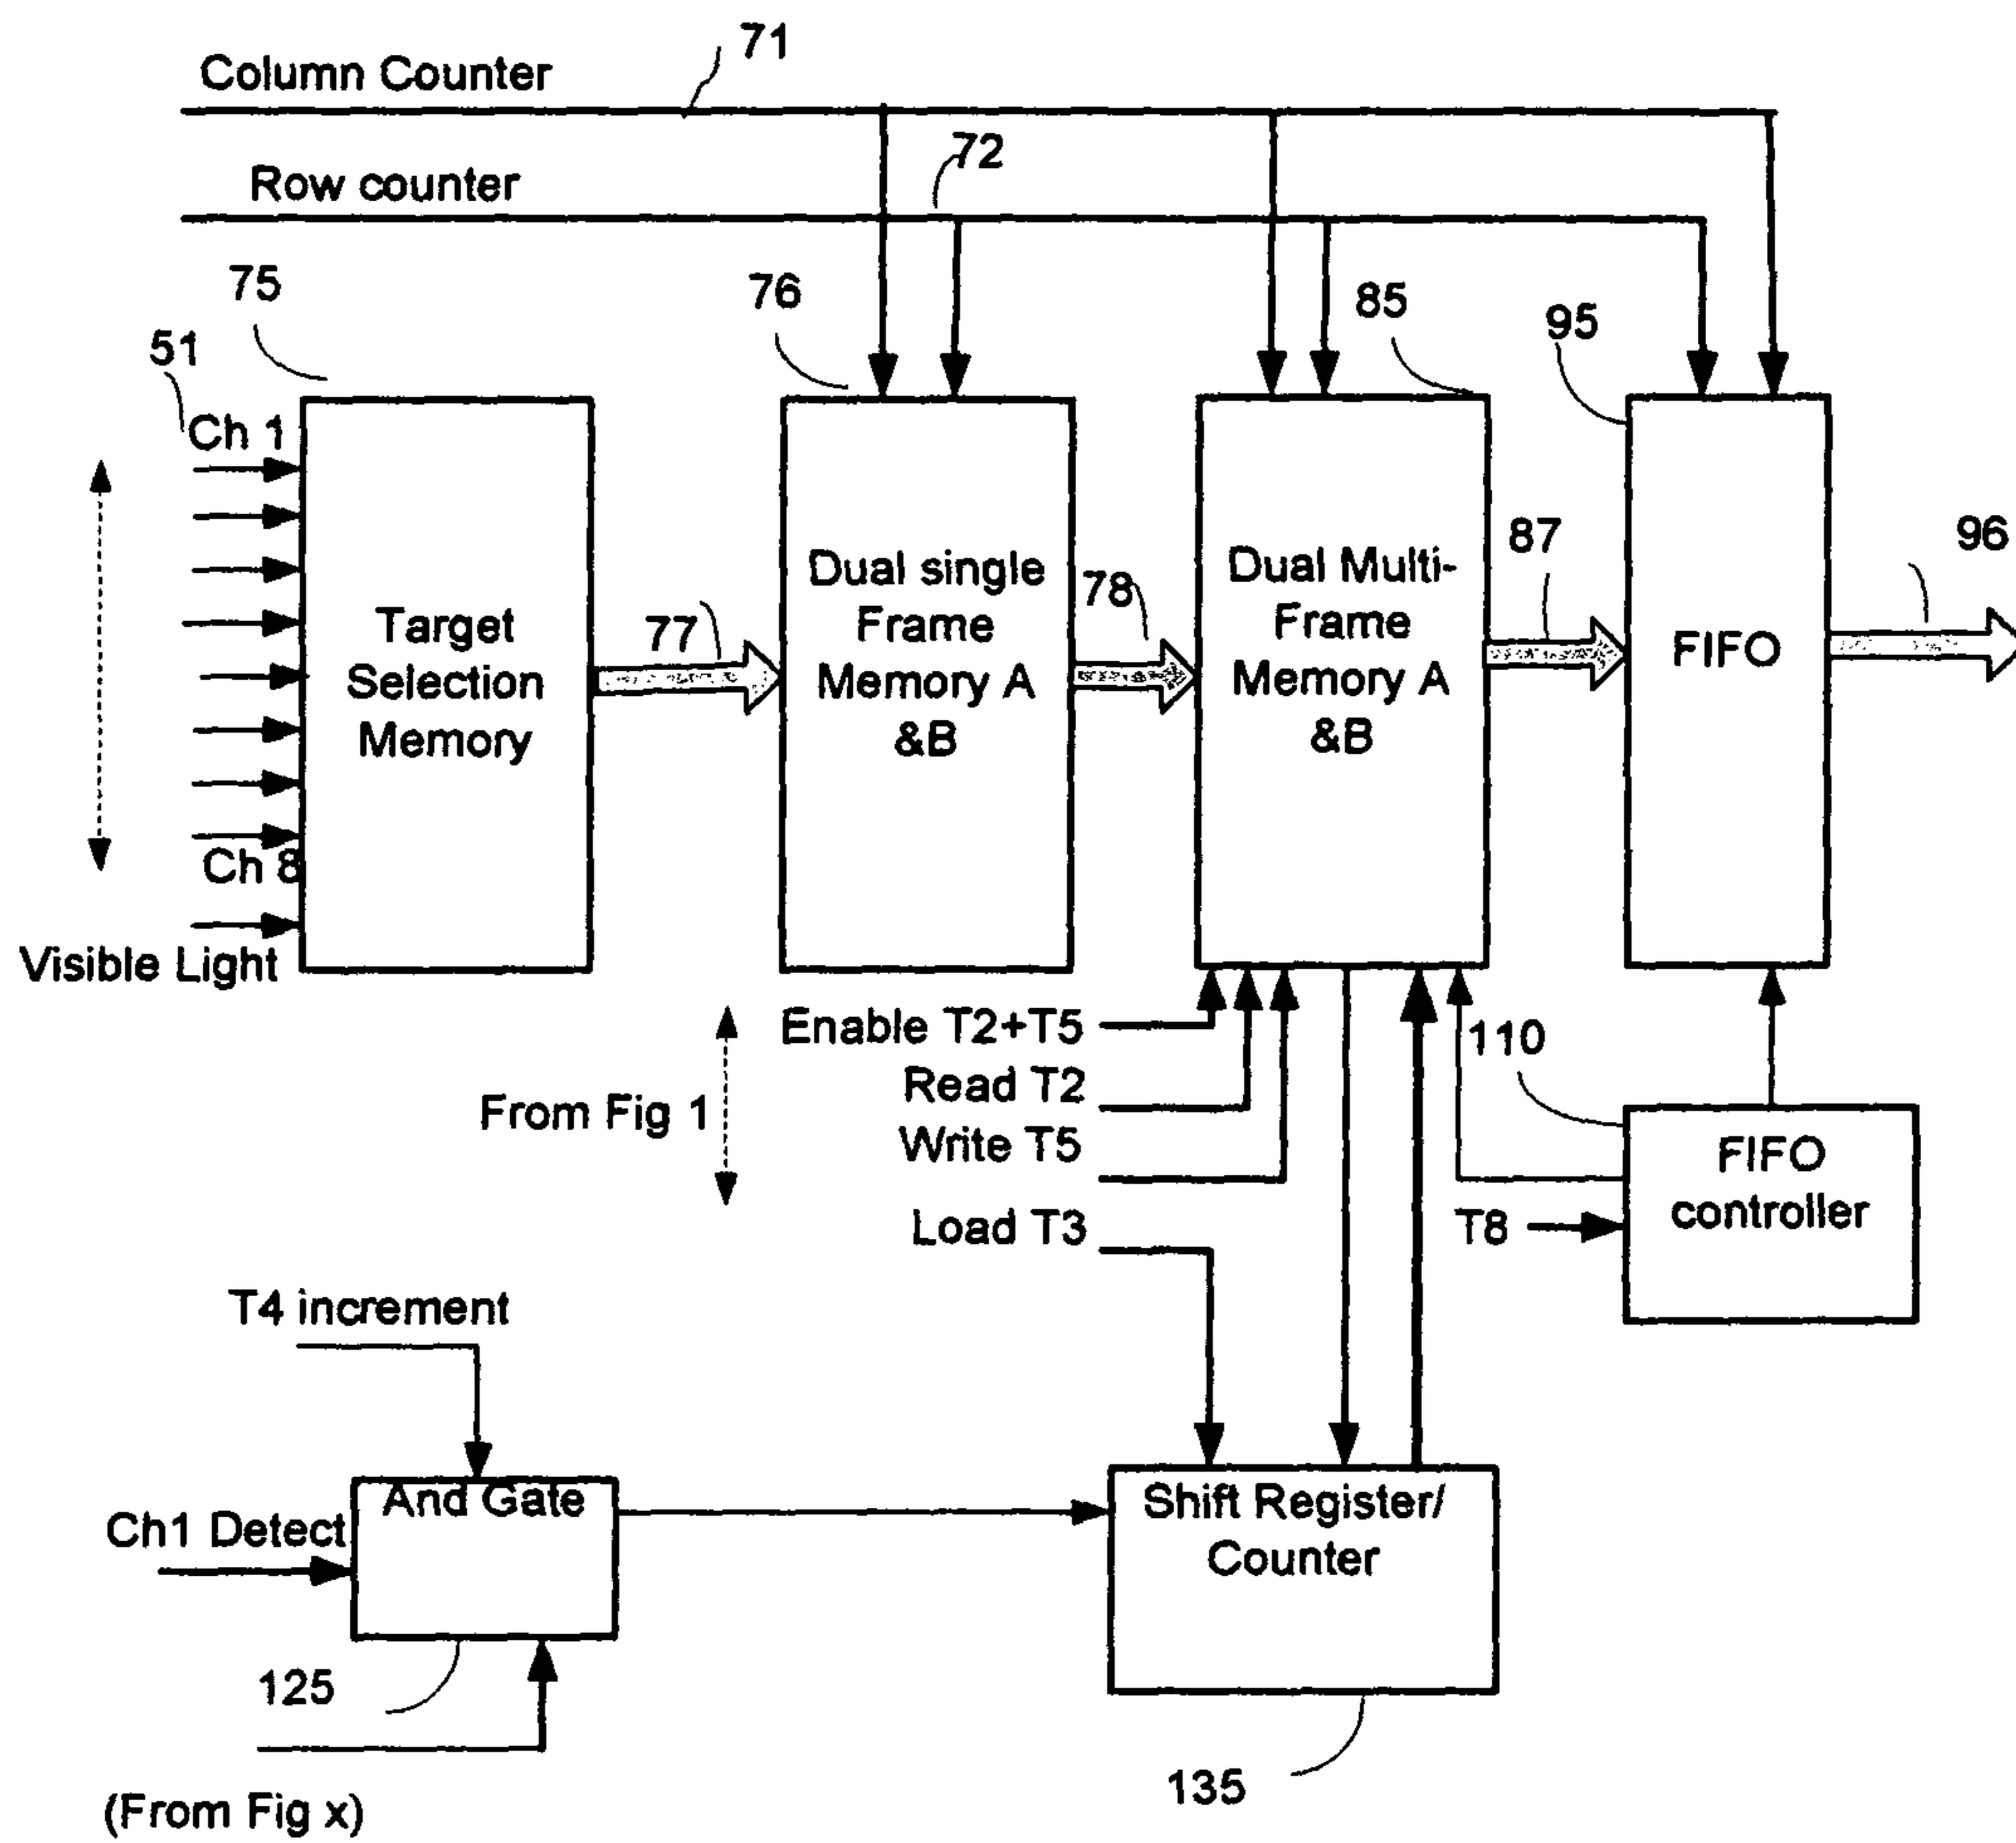 71
Column Counter
72
Row counter
75
76
85
95
51
Ch 1
Ch 8
Visible Light
Target
Selection
Memory
77
Dual single
Frame
Memory A
&B
78
Dual Multi-
Frame
Memory A
&B
87
FIFO
96
Enable T2+T5
Read T2
Write T5
Load T3
From Fig 1
110
FIFO
controller
T8
T4 increment
And Gate
Ch1 Detect
125
(From Fig x)
Shift Register/
Counter
135